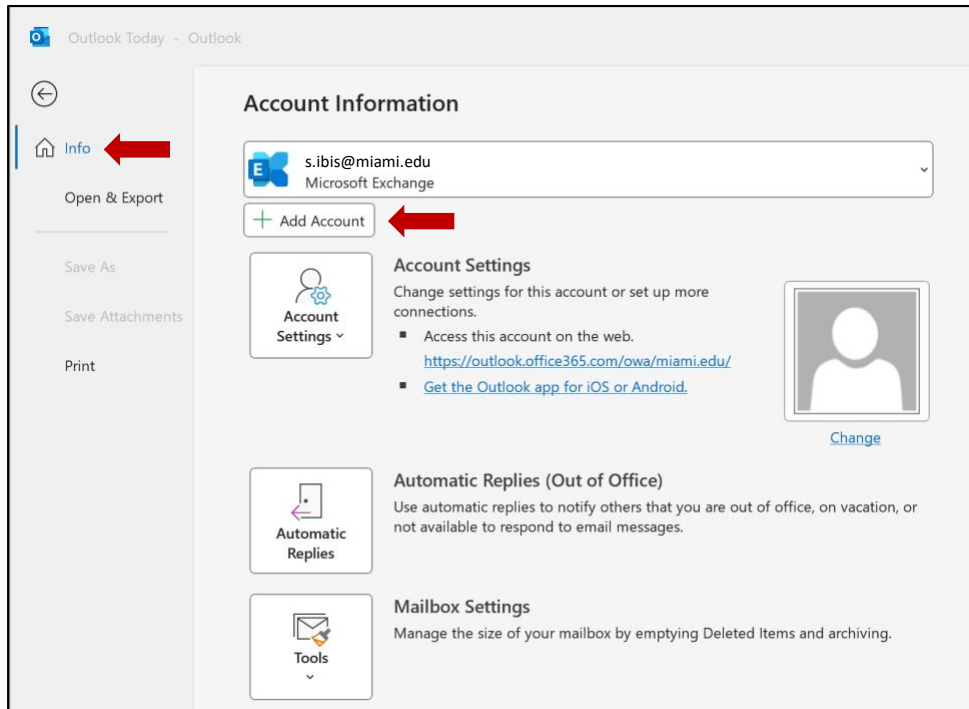 Outlook Today - Outlook
Account Information
Info
s.ibis@miami.edu
Microsoft Exchange
Open & Export
Add Account
Save As
Save Attachments
Print
Account
Settings
Account Settings
Change settings for this account or set up more
connections.
Access this account on the web.
https://outlook.office365.com/owa/miami.edu/
Get the Outlook app for iOS or Android.
Change
Automatic
Replies
Automatic Replies (Out of Office)
Use automatic replies to notify others that you are out of office, on vacation, or
not available to respond to email messages.
Tools
Mailbox Settings
Manage the size of your mailbox by emptying Deleted Items and archiving.